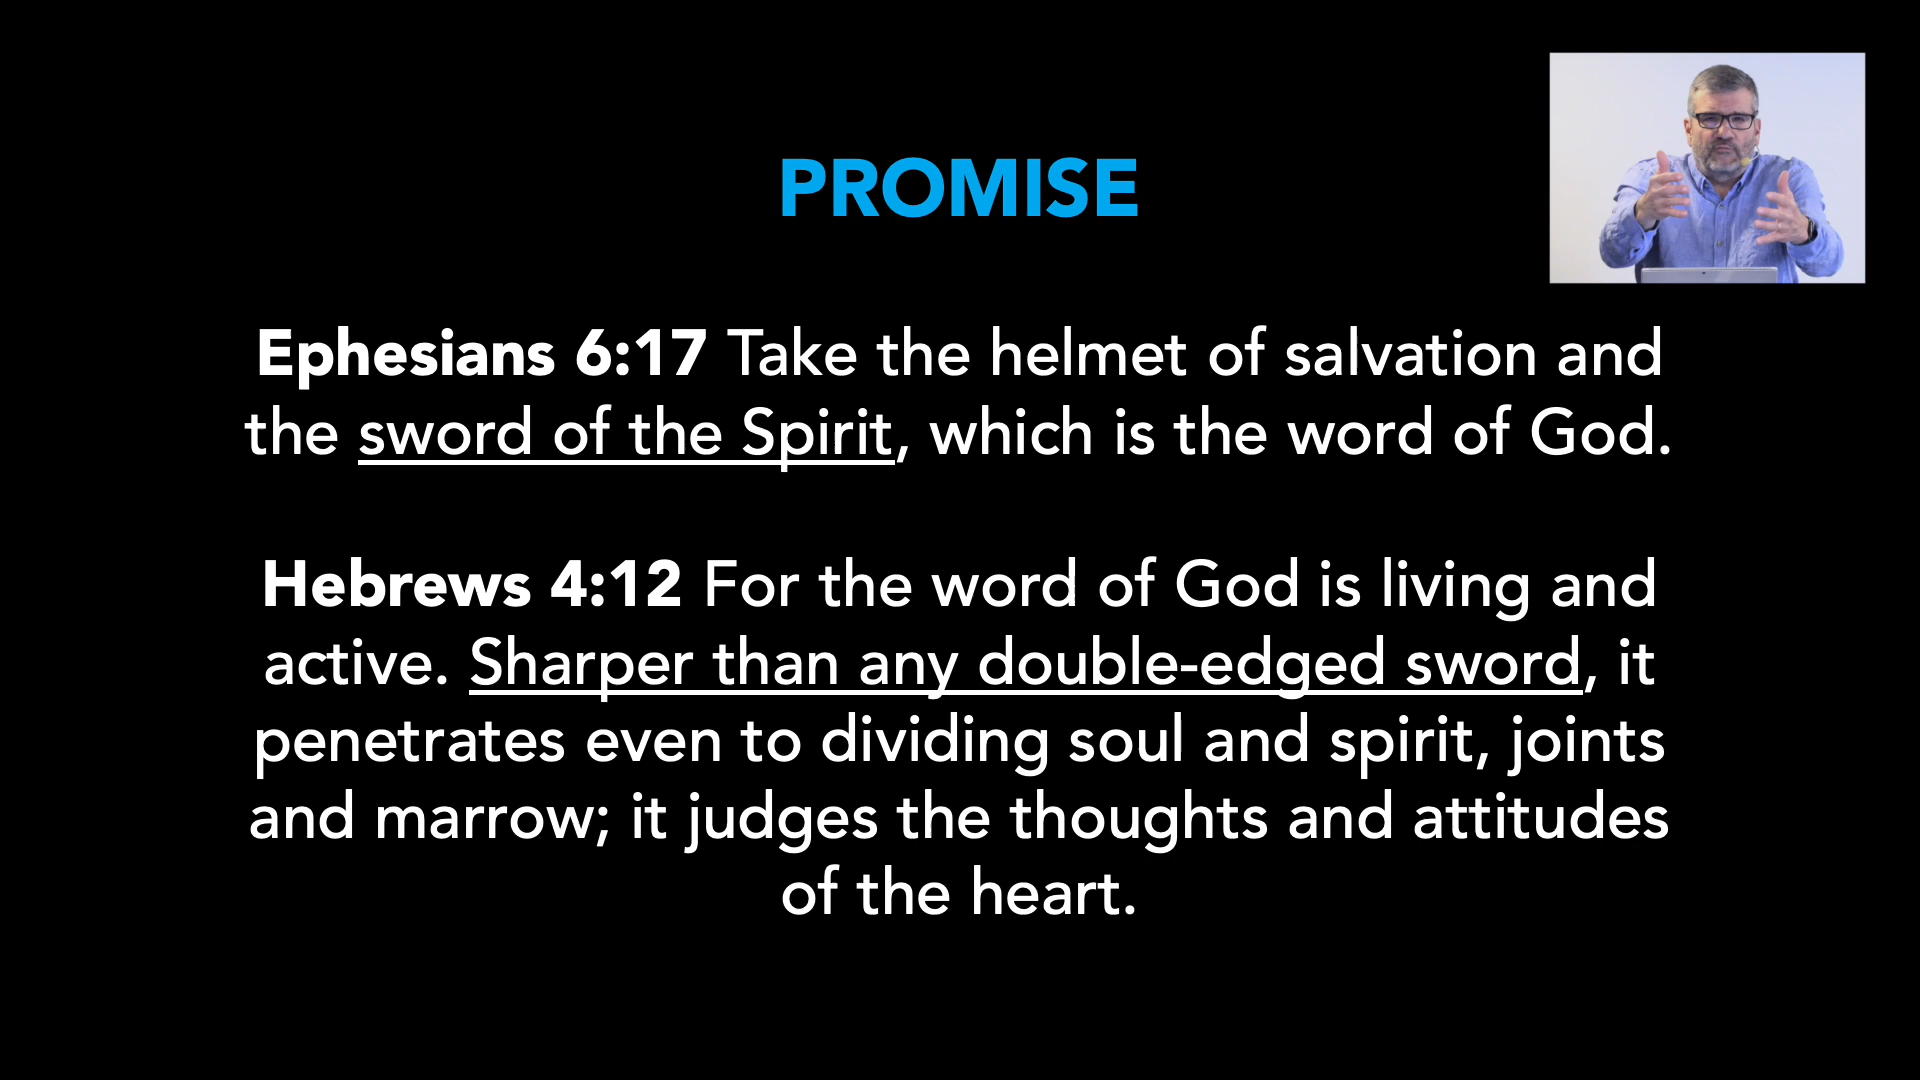 PROMISE
Ephesians 6:17 Take the helmet of salvation and
the sword of the Spirit, which is the word of God.
Hebrews 4:12 For the word of God is living and
active. Sharper than any double-edged sword, it
penetrates even to dividing soul and spirit, joints
and marrow; it judges the thoughts and attitudes
of the heart.